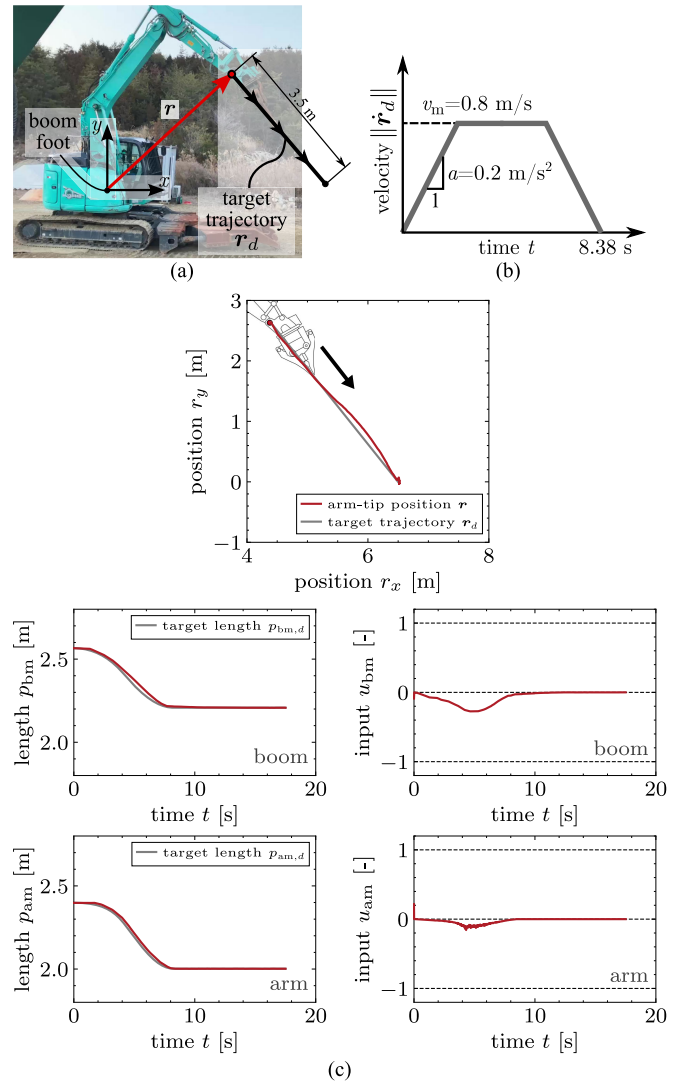 boom
foot
y
x
r
3.5 m
target
trajectory
r_d
(a)
velocity ||ṙ_d||
v_m=0.8 m/s
a=0.2 m/s²
1
time t
8.38 s
(b)
3
2
1
0
−1
position r_y [m]
arm-tip position r
target trajectory r_d
4
6
8
position r_x [m]
length p_bm [m]
2.5
2.0
target length p_bm,d
boom
0
10
20
time t [s]
input u_bm [-]
1
0
−1
boom
0
10
20
time t [s]
length p_am [m]
2.5
2.0
target length p_am,d
arm
0
10
20
time t [s]
input u_am [-]
1
0
−1
arm
0
10
20
time t [s]
(c)